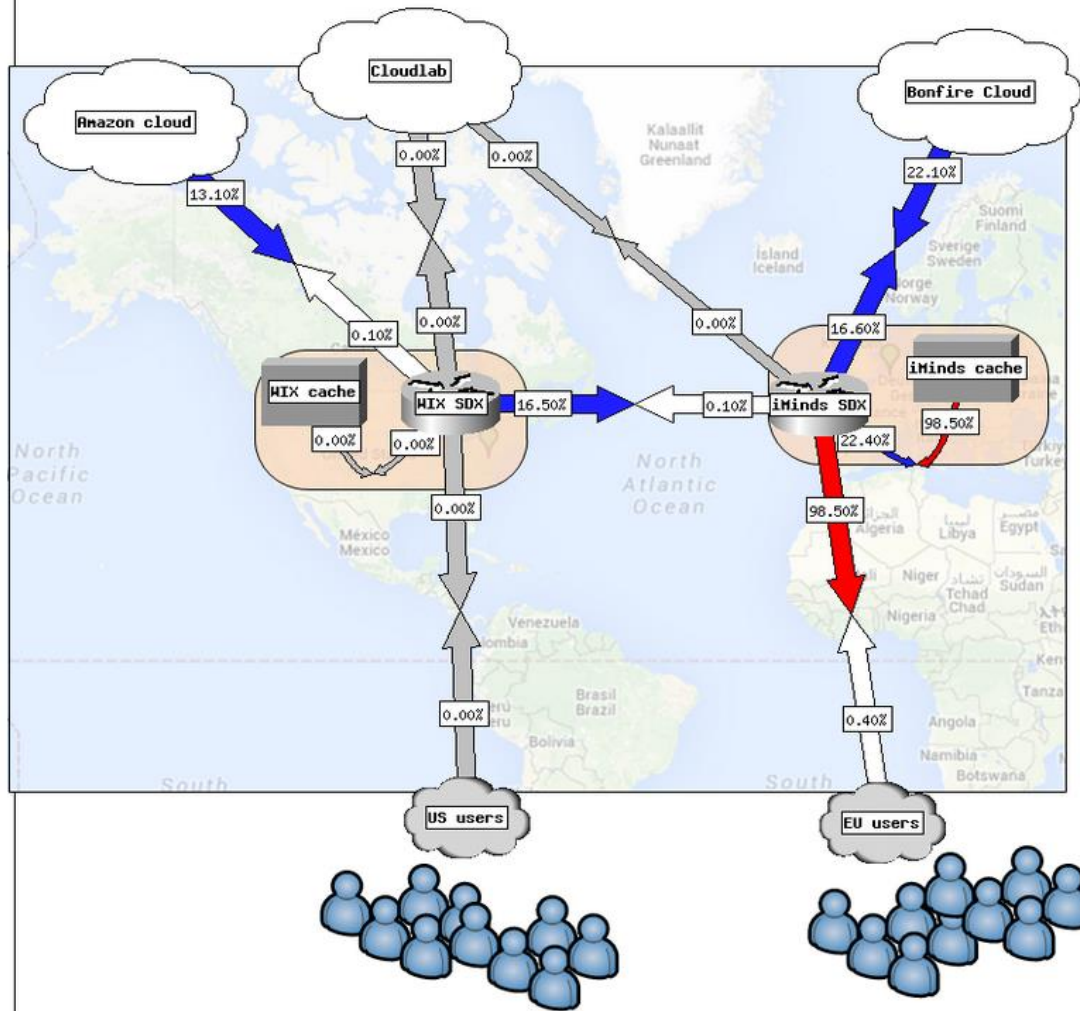 Cloudlab
Bonfire Cloud
Amazon cloud
0.00%
0.00%
22.10%
13.10%
Kalaallit
Nunaat
Greenland
Suomi
Finland
Ísland
Iceland
Sverige
Sweden
Norge
Norway
0.10%
0.00%
0.00%
16.60%
WIX cache
WIX SDX
iMinds SDX
iMinds cache
16.50%
0.10%
0.00%
0.00%
22.40%
98.50%
North
Pacific
Ocean
North
Atlantic
Ocean
México
Mexico
0.00%
98.50%
Algeria
Libya
Egypt
Niger
Chad
Sudan
Nigeria
Venezuela
Brasil
Brazil
Bolivia
Angola
Namibia
Botswana
0.00%
0.40%
South
South
US users
EU users